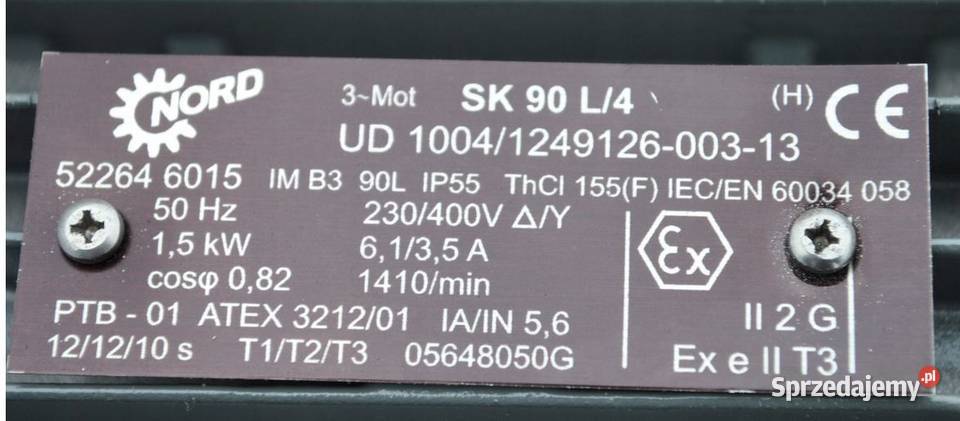 NORD 3~Mot SK 90 L/4 (H) CE
UD 1004/1249126-003-13
52264 6015 IM B3 90L IP55 ThCl 155(F) IEC/EN 60034 058
50 Hz 230/400V Δ/Y
1,5 kW 6,1/3,5 A εx
cosφ 0,82 1410/min
PTB - 01 ATEX 3212/01 IA/IN 5,6 II 2 G
12/12/10 s T1/T2/T3 05648050G Ex e II T3
Sprzedajemy.pl